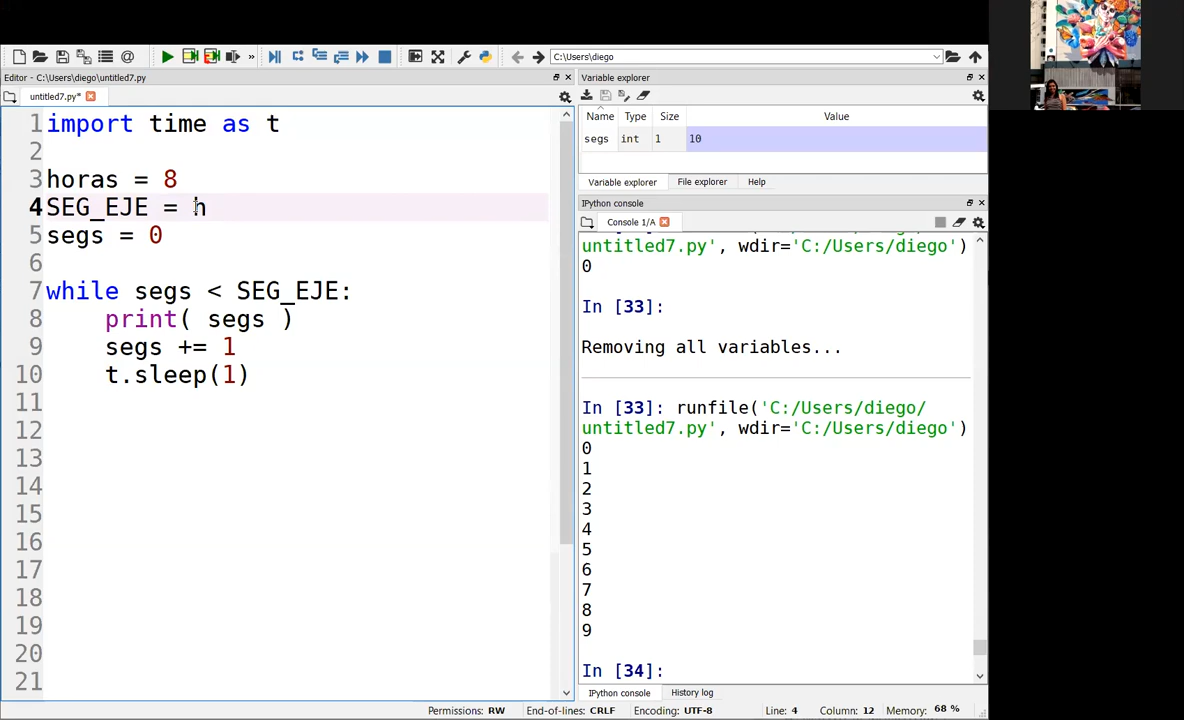 C:\Users\diego
Editor - C:\Users\diego\untitled7.py
untitled7.py*
1 import time as t
2
3 horas = 8
4 SEG_EJE = h
5 segs = 0
6
7 while segs < SEG_EJE:
8 print( segs )
9 segs += 1
10 t.sleep(1)
11
12
13
14
15
16
17
18
19
20
21
Variable explorer
Name Type Size Value
segs int 1 10
Variable explorer File explorer Help
IPython console
Console 1/A
untitled7.py', wdir='C:/Users/diego')
0
In [33]:
Removing all variables...
In [33]: runfile('C:/Users/diego/
untitled7.py', wdir='C:/Users/diego')
0
1
2
3
4
5
6
7
8
9
In [34]:
IPython console History log
Permissions: RW End-of-lines: CRLF Encoding: UTF-8 Line: 4 Column: 12 Memory: 68 %